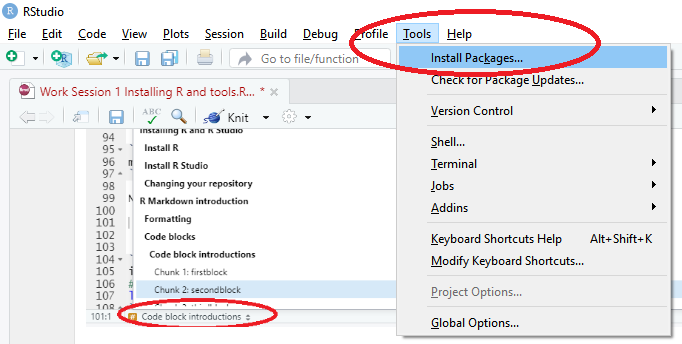 RStudio
File Edit Code View Plots Session Build Debug Profile Tools Help
Go to file/function
Install Packages...
Check for Package Updates...
Version Control
Shell...
Terminal
Jobs
Addins
Keyboard Shortcuts Help Alt+Shift+K
Modify Keyboard Shortcuts...
Project Options...
Global Options...
Work Session 1 Installing R and tools.R... *
ABC Knit
94 Installing R and R Studio
95 Install R
96 Install R Studio
97
98 Changing your repository
99
100 R Markdown introduction
101 Formatting
102 Code blocks
103 Code block introductions
104
105 Chunk 1: firstblock
106 Chunk 2: secondblock
107
108
101:1 # Code block introductions